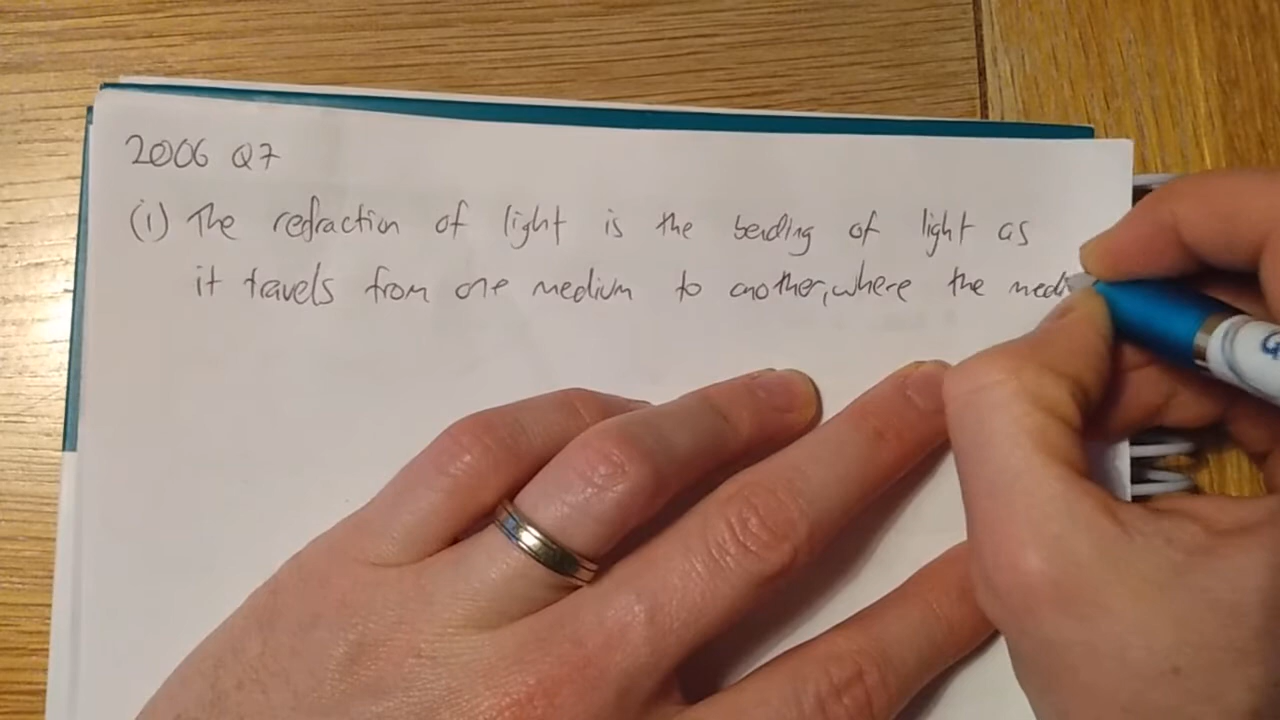 2006 Q7
(i) The refraction of light is the bending of light as
it travels from one medium to another, where the medi